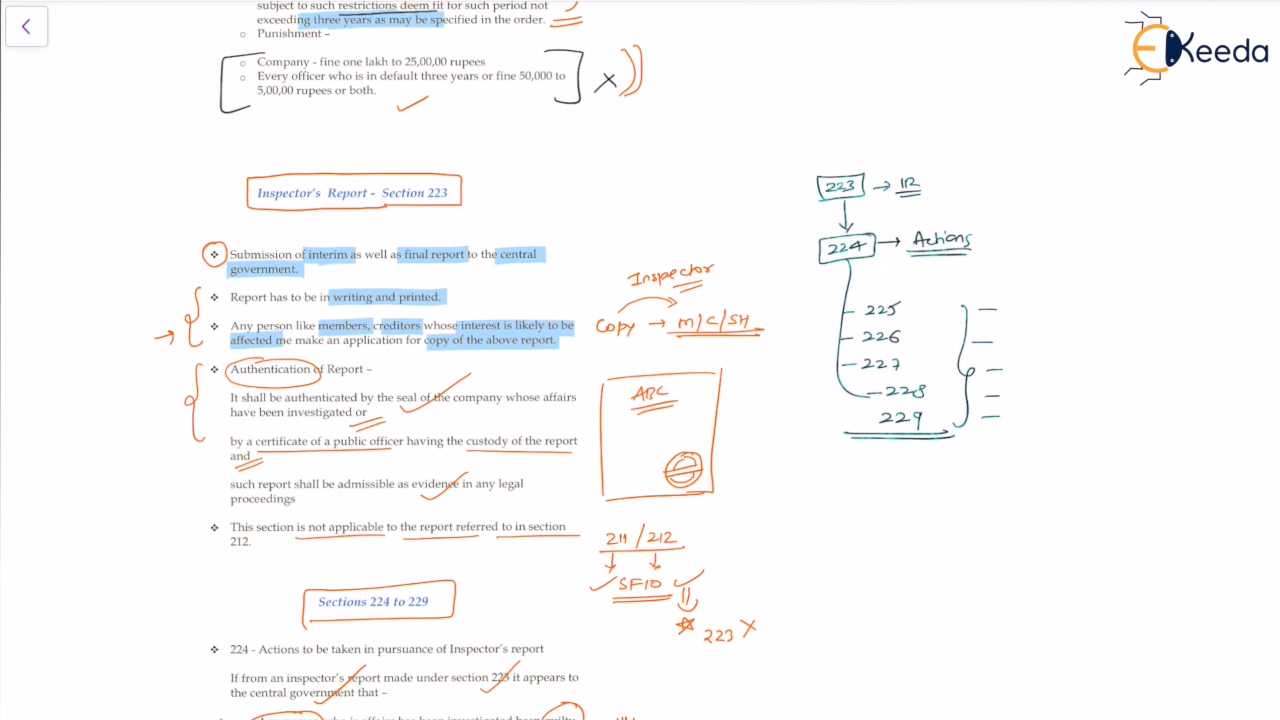 subject to such restrictions deem fit for such period not
exceeding three years as may be specified in the order.
Punishment –
Company - fine one lakh to 25,00,00 rupees
Every officer who is in default three years or fine 50,000 to
5,00,00 rupees or both.
Keeda
Inspector's Report - Section 223
Submission of interim as well as final report to the central
government.
Report has to be in writing and printed.
Any person like members, creditors whose interest is likely to be
affected me make an application for copy of the above report.
Authentication of Report –
It shall be authenticated by the seal of the company whose affairs
have been investigated or
by a certificate of a public officer having the custody of the report
and
such report shall be admissible as evidence in any legal
proceedings
This section is not applicable to the report referred to in section
212.
Sections 224 to 229
224 - Actions to be taken in pursuance of Inspector's report
If from an inspector's report made under section 223 it appears to
the central government that –
Inspector
Copy → M/C/SH
ABC
211 / 212
SFIO
223 X
223 → IR
224 → Actions
225
226
227
228
229